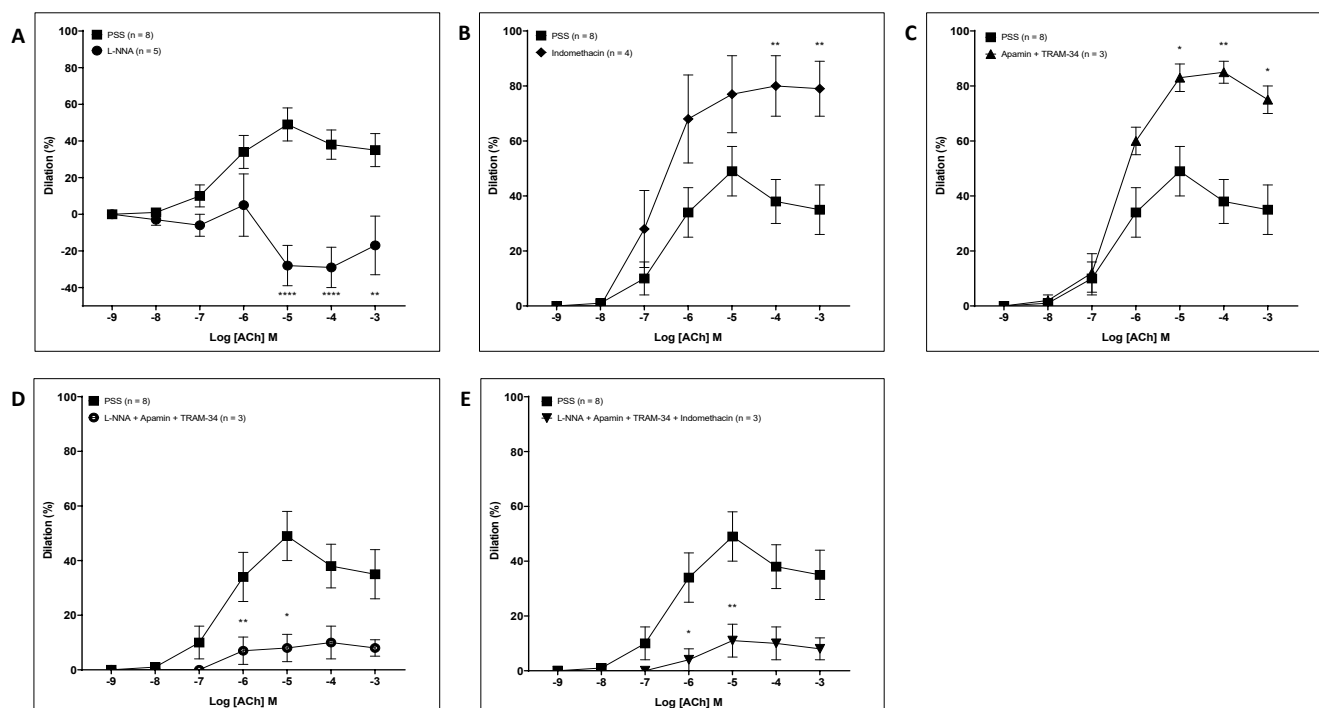 A
PSS (n = 8)
L-NNA (n = 5)
Dilation (%)
100
80
60
40
20
0
-20
-40
**** **** **
-9 -8 -7 -6 -5 -4 -3
Log [ACh] M
B
PSS (n = 8)
Indomethacin (n = 4)
Dilation (%)
100
80
60
40
20
0
** **
-9 -8 -7 -6 -5 -4 -3
Log [ACh] M
C
PSS (n = 8)
Apamin + TRAM-34 (n = 3)
Dilation (%)
100
80
60
40
20
0
* ** *
-9 -8 -7 -6 -5 -4 -3
Log [ACh] M
D
PSS (n = 8)
L-NNA + Apamin + TRAM-34 (n = 3)
Dilation (%)
100
80
60
40
20
0
** *
-9 -8 -7 -6 -5 -4 -3
Log [ACh] M
E
PSS (n = 8)
L-NNA + Apamin + TRAM-34 + Indomethacin (n = 3)
Dilation (%)
100
80
60
40
20
0
* **
-9 -8 -7 -6 -5 -4 -3
Log [ACh] M